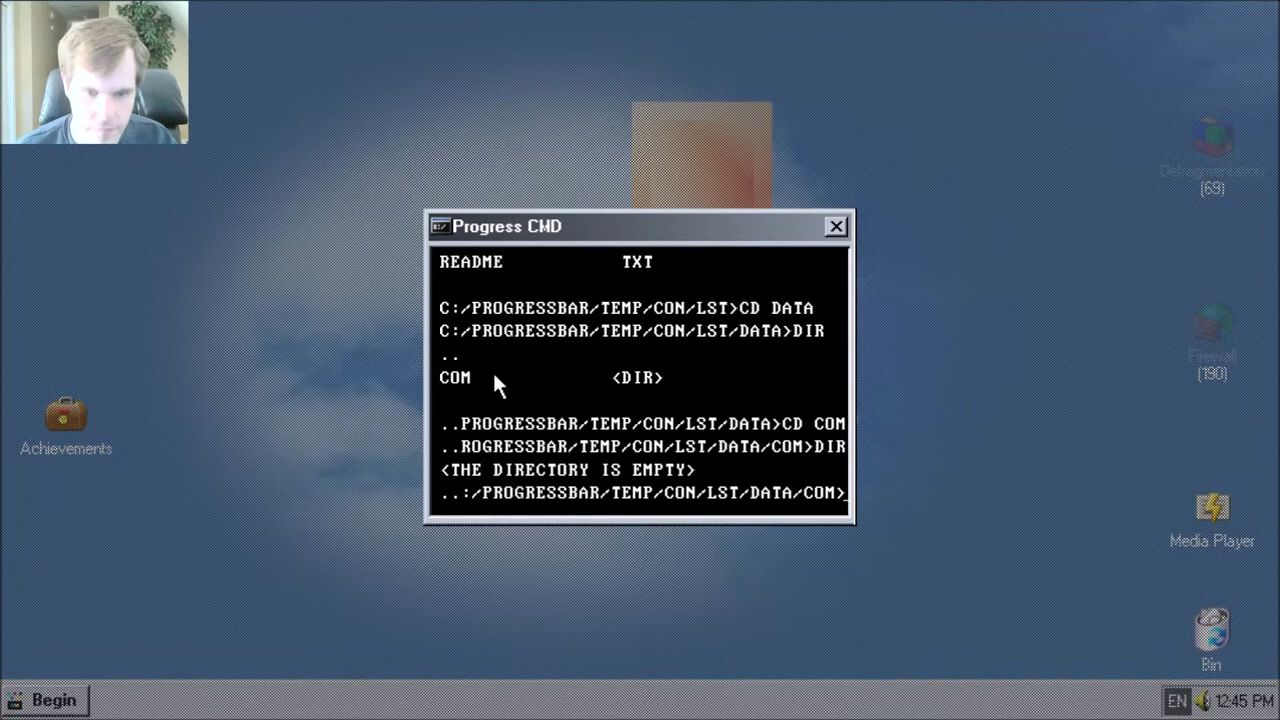 Defragmentation
(69)
Progress CMD
README TXT
C:/PROGRESSBAR/TEMP/CON/LST>CD DATA
C:/PROGRESSBAR/TEMP/CON/LST/DATA>DIR
..
COM <DIR>
..PROGRESSBAR/TEMP/CON/LST/DATA>CD COM
..ROGRESSBAR/TEMP/CON/LST/DATA/COM>DIR
<THE DIRECTORY IS EMPTY>
..:/PROGRESSBAR/TEMP/CON/LST/DATA/COM>_
Firewall
(190)
Achievements
Media Player
Bin
Begin
EN 12:45 PM